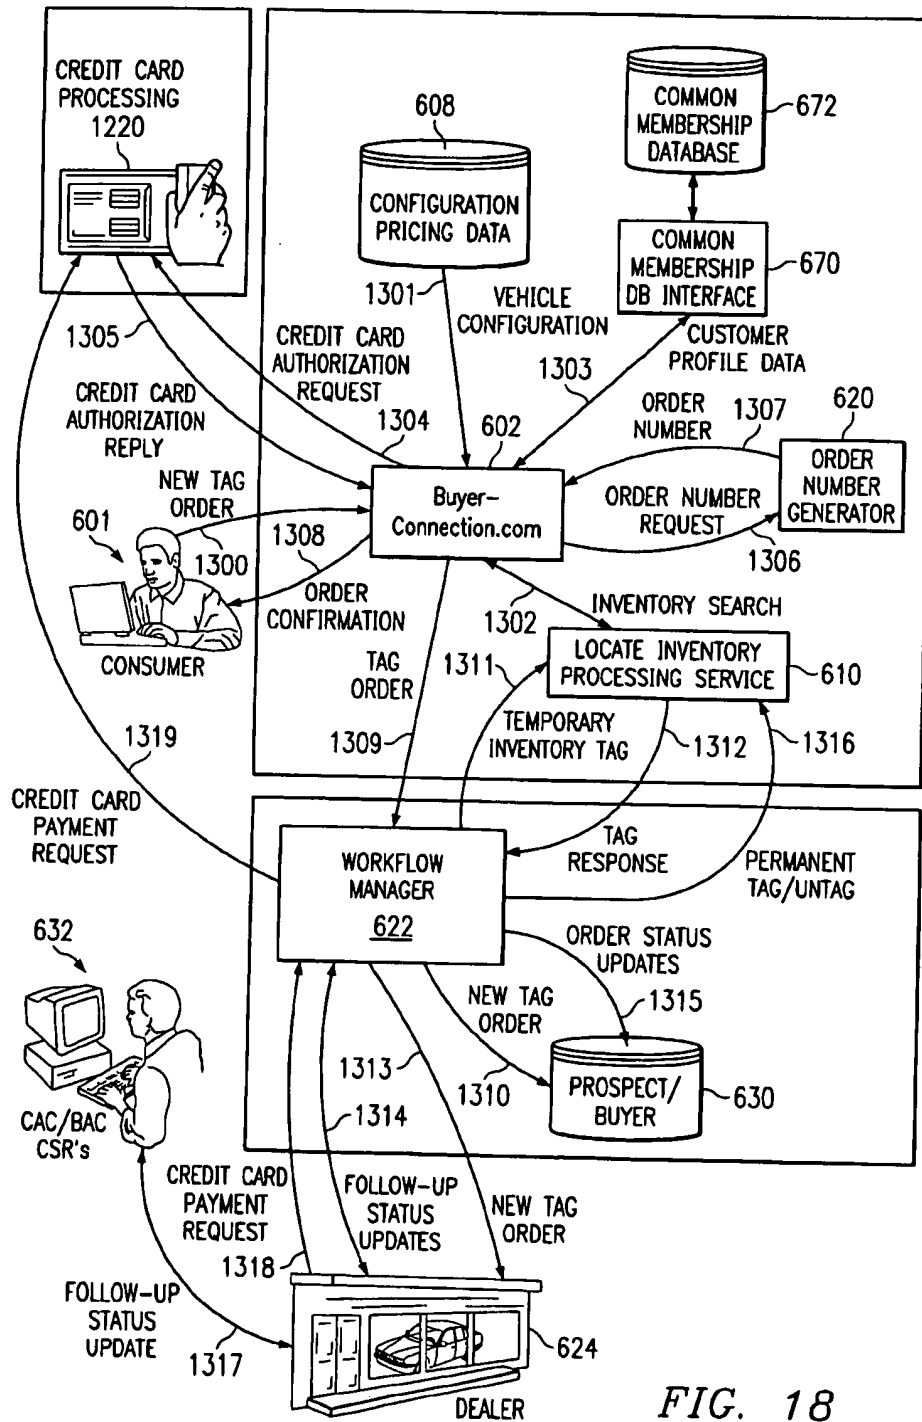 CREDIT CARD
PROCESSING
1220
608
CONFIGURATION
PRICING DATA
COMMON
MEMBERSHIP
DATABASE
672
COMMON
MEMBERSHIP
DB INTERFACE
670
1301
VEHICLE
CONFIGURATION
1305
CREDIT CARD
AUTHORIZATION
REQUEST
1303
CUSTOMER
PROFILE DATA
CREDIT CARD
AUTHORIZATION
REPLY
1304
602
ORDER
NUMBER
1307
620
ORDER
NUMBER
GENERATOR
NEW TAG
ORDER
Buyer-
Connection.com
ORDER NUMBER
REQUEST
1306
601
1300
1308
ORDER
CONFIRMATION
CONSUMER
1302
INVENTORY SEARCH
TAG
ORDER
1311
LOCATE INVENTORY
PROCESSING SERVICE
610
1309
TEMPORARY
INVENTORY TAG
1312
1316
1319
CREDIT CARD
PAYMENT
REQUEST
WORKFLOW
MANAGER
622
TAG
RESPONSE
PERMANENT
TAG/UNTAG
632
ORDER STATUS
UPDATES
1315
NEW TAG
ORDER
1310
1313
PROSPECT/
BUYER
630
CAC/BAC
CSR's
1314
CREDIT CARD
PAYMENT
REQUEST
1318
FOLLOW-UP
STATUS
UPDATES
NEW TAG
ORDER
FOLLOW-UP
STATUS
UPDATE
1317
624
DEALER
FIG. 18